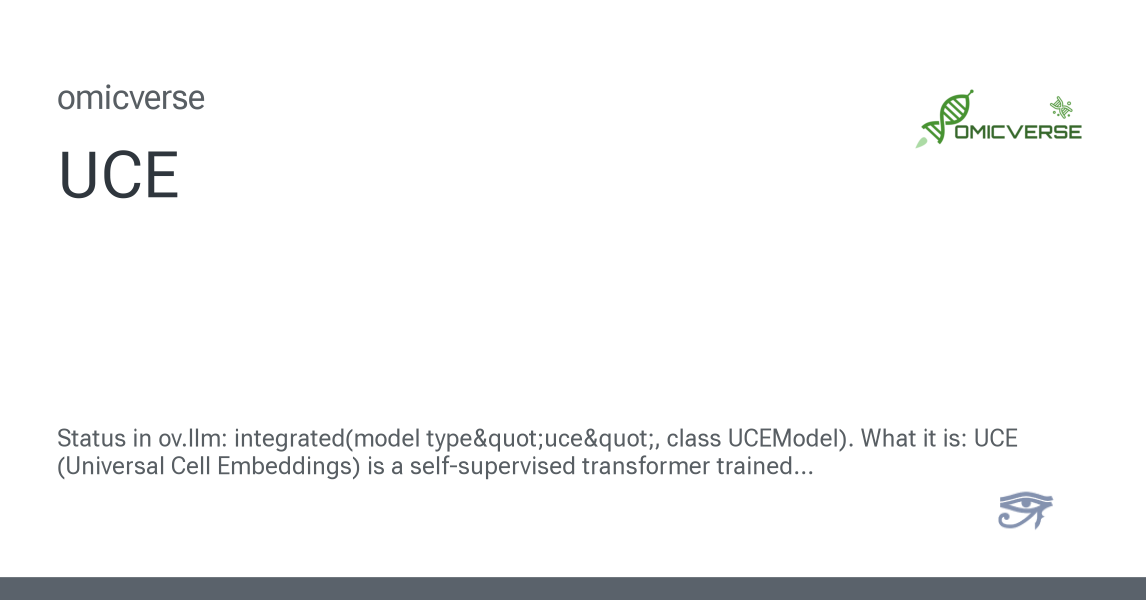 omicverse
OMICVERSE
UCE
Status in ov.llm: integrated(model type&quot;uce&quot;, class UCEModel). What it is: UCE
(Universal Cell Embeddings) is a self-supervised transformer trained...